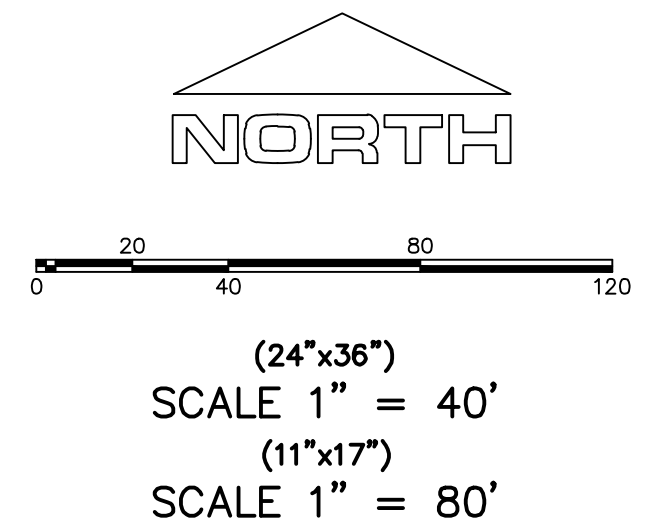 NORTH
20 80
0 40 120
(24"x36")
SCALE 1" = 40'
(11"x17")
SCALE 1" = 80'